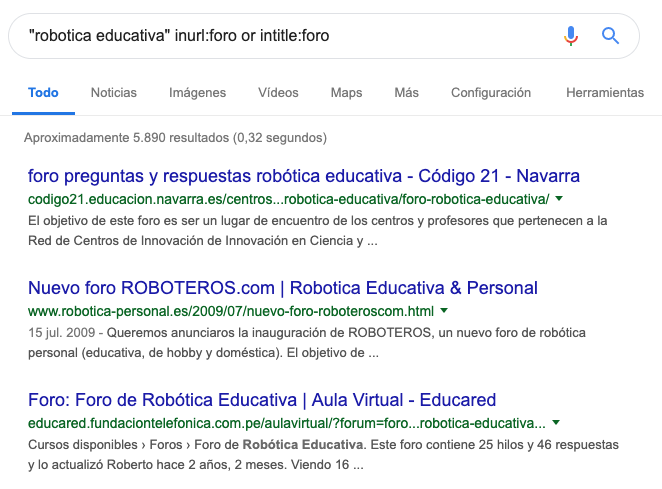 "robotica educativa" inurl:foro or intitle:foro
Todo Noticias Imágenes Vídeos Maps Más Configuración Herramientas
Aproximadamente 5.890 resultados (0,32 segundos)
foro preguntas y respuestas robótica educativa - Código 21 - Navarra
codigo21.educacion.navarra.es/centros...robotica-educativa/foro-robotica-educativa/
El objetivo de este foro es ser un lugar de encuentro de los centros y profesores que pertenecen a la
Red de Centros de Innovación de Innovación en Ciencia y ...
Nuevo foro ROBOTEROS.com | Robotica Educativa & Personal
www.robotica-personal.es/2009/07/nuevo-foro-roboteroscom.html
15 jul. 2009 - Queremos anunciaros la inauguración de ROBOTEROS, un nuevo foro de robótica
personal (educativa, de hobby y doméstica). El objetivo de ...
Foro: Foro de Robótica Educativa | Aula Virtual - Educared
educared.fundaciontelefonica.com.pe/aulavirtual/?forum=foro...robotica-educativa...
Cursos disponibles › Foros › Foro de Robótica Educativa. Este foro contiene 25 hilos y 46 respuestas
y lo actualizó Roberto hace 2 años, 2 meses. Viendo 16 ...